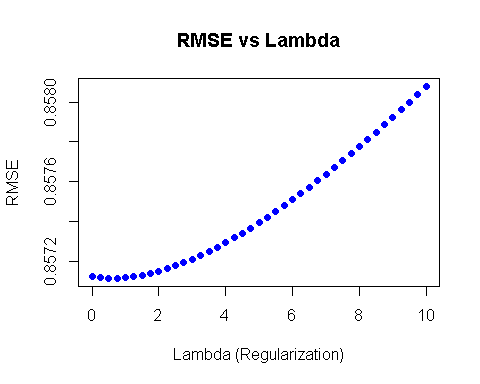 RMSE vs Lambda
RMSE
0.8580
0.8576
0.8572
0 2 4 6 8 10
Lambda (Regularization)